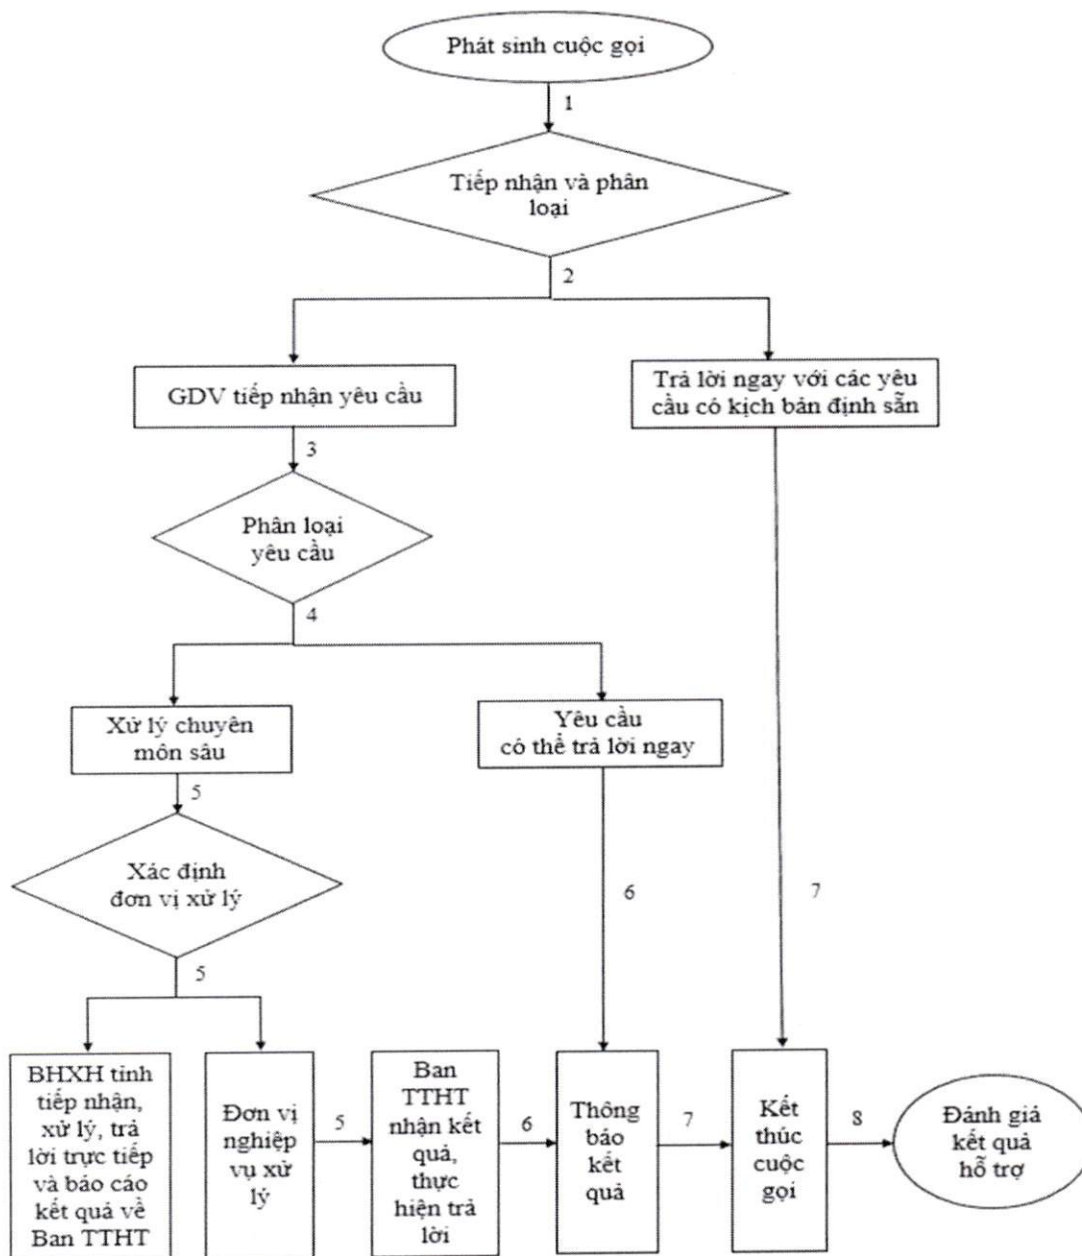 Phát sinh cuộc gọi
1
Tiếp nhận và phân
loại
2
GDV tiếp nhận yêu cầu
Trả lời ngay với các yêu
cầu có kịch bản định sẵn
3
Phân loại
yêu cầu
4
Xử lý chuyên
môn sâu
Yêu cầu
có thể trả lời ngay
5
Xác định
đơn vị xử lý
6
7
5
BHXH tỉnh
tiếp nhận,
xử lý, trả
lời trực tiếp
và báo cáo
kết quả về
Ban TTHT
Đơn vị
nghiệp
vụ xử
lý
5
Ban
TTHT
nhận kết
quả,
thực
hiện trả
lời
6
Thông
báo
kết
quả
7
Kết
thúc
cuộc
gọi
8
Đánh giá
kết quả
hỗ trợ